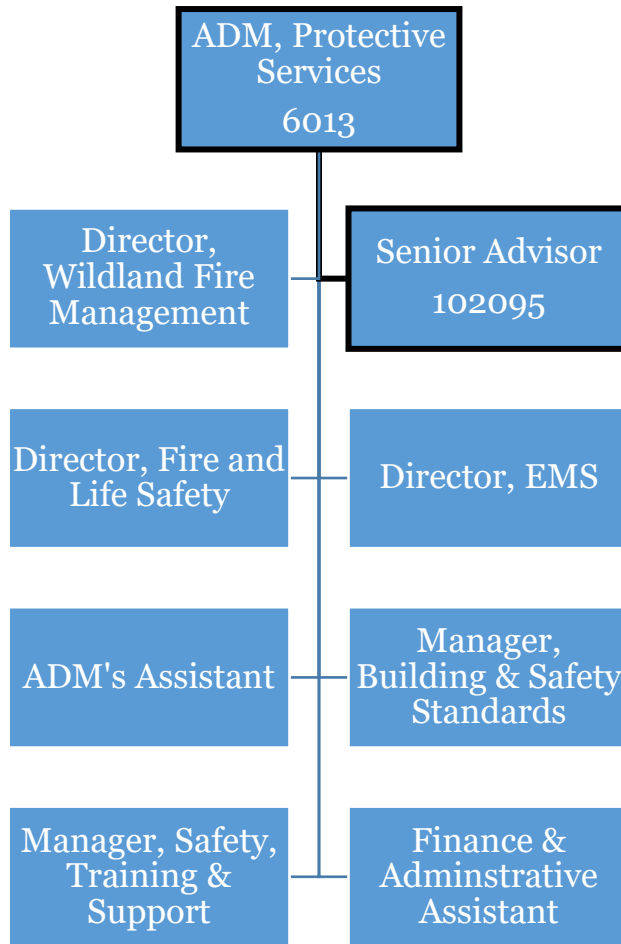 ADM, Protective
Services
6013
Director,
Wildland Fire
Management
Senior Advisor
102095
Director, Fire and
Life Safety
Director, EMS
ADM's Assistant
Manager,
Building & Safety
Standards
Manager, Safety,
Training &
Support
Finance &
Adminstrative
Assistant